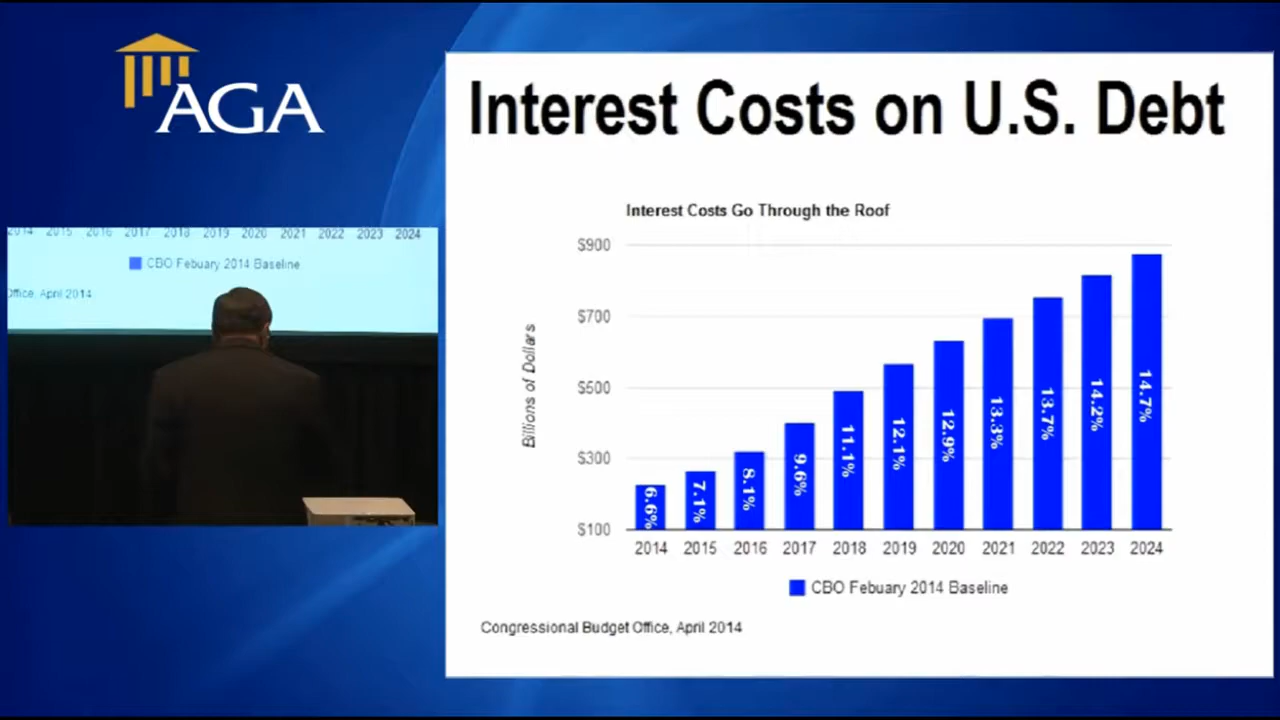 AGA
Interest Costs on U.S. Debt
Interest Costs Go Through the Roof
$900
$700
$500
$300
$100
Billions of Dollars
6.6%
7.1%
8.1%
9.6%
11.1%
12.1%
12.9%
13.3%
13.7%
14.2%
14.7%
2014 2015 2016 2017 2018 2019 2020 2021 2022 2023 2024
CBO Febuary 2014 Baseline
Congressional Budget Office, April 2014
2014 2015 2016 2017 2018 2019 2020 2021 2022 2023 2024
CBO Febuary 2014 Baseline
Office, April 2014